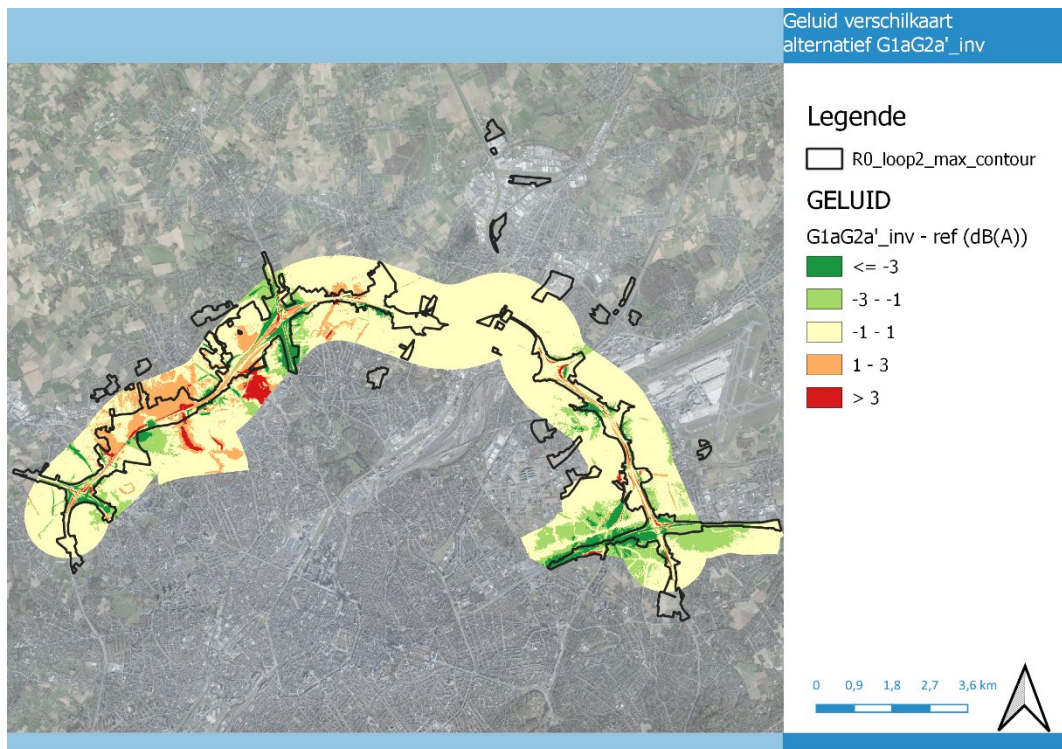 Geluid verschilkaart
alternatief G1aG2a'_inv
Legende
R0_loop2_max_contour
GELUID
G1aG2a'_inv - ref (dB(A))
<= -3
-3 - -1
-1 - 1
1 - 3
> 3
0 0,9 1,8 2,7 3,6 km